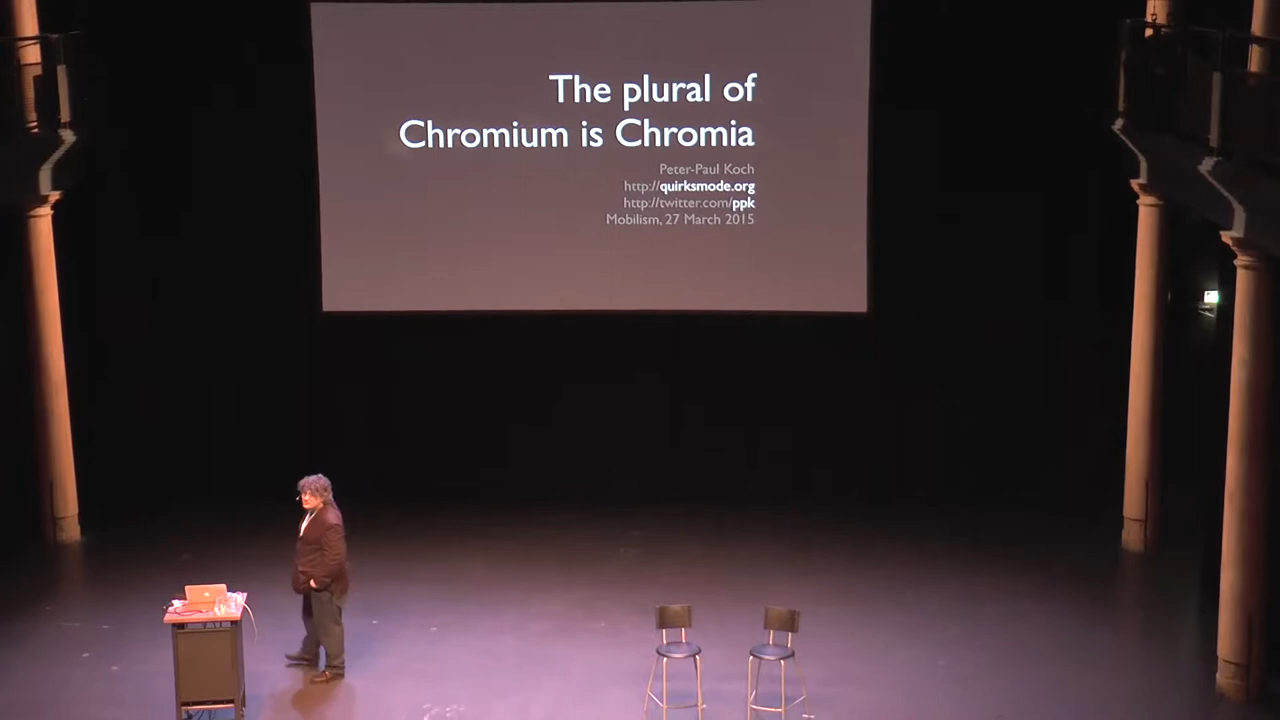 The plural of
Chromium is Chromia
Peter-Paul Koch
http://quirksmode.org
http://twitter.com/ppk
Mobilism, 27 March 2015